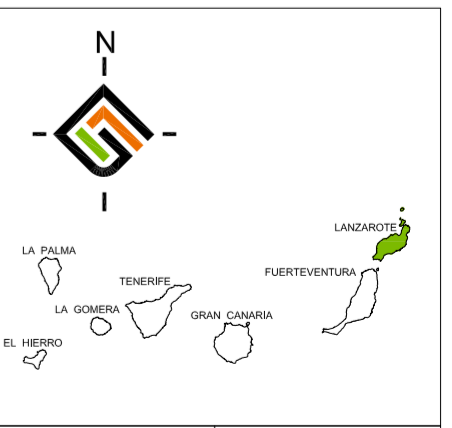 N
LANZAROTE
LA PALMA
FUERTEVENTURA
TENERIFE
LA GOMERA
GRAN CANARIA
EL HIERRO